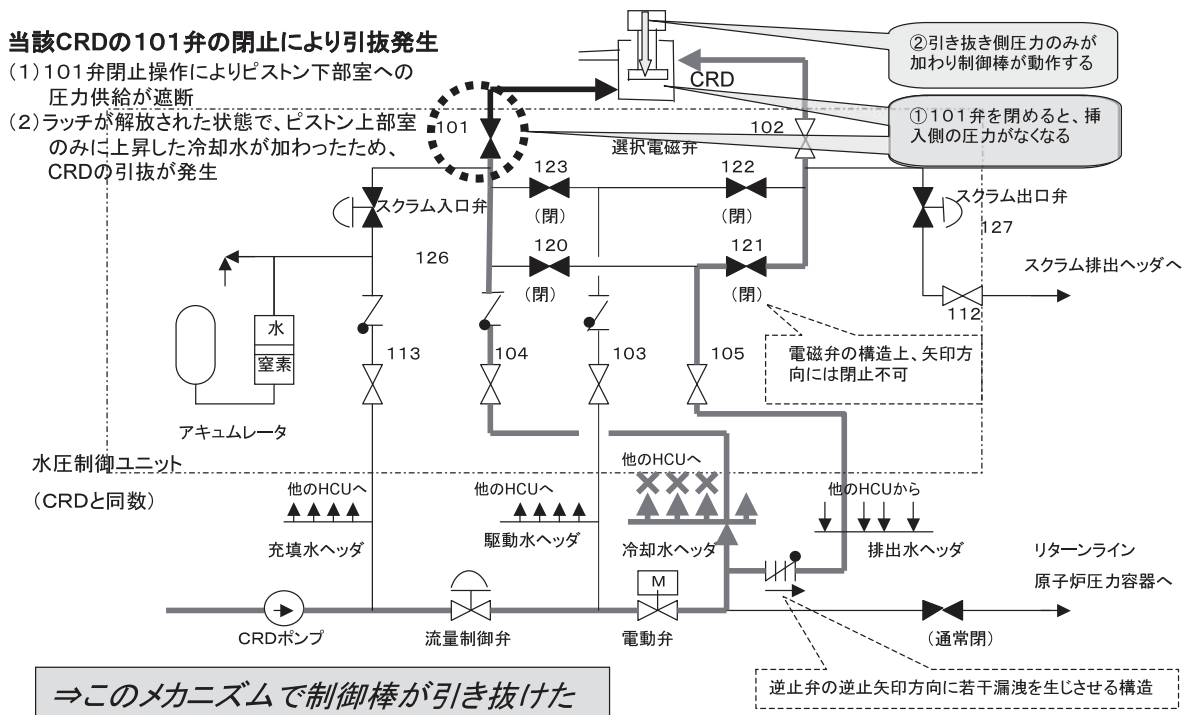 当該CRDの101弁の閉止により引抜発生
(1)101弁閉止操作によりピストン下部室への
圧力供給が遮断
(2)ラッチが解放された状態で、ピストン上部室
のみに上昇した冷却水が加わったため、
CRDの引抜が発生
②引き抜き側圧力のみが
加わり制御棒が動作する
CRD
①101弁を閉めると、挿
入側の圧力がなくなる
101
102
選択電磁弁
123
122
(閉)
(閉)
スクラム入口弁
スクラム出口弁
127
126
120
121
(閉)
(閉)
スクラム排出ヘッダへ
112
水
窒素
113
104
103
105
電磁弁の構造上、矢印方
向には閉止不可
アキュムレータ
水圧制御ユニット
(CRDと同数)
他のHCUへ
他のHCUへ
他のHCUへ
他のHCUから
充填水ヘッダ
駆動水ヘッダ
冷却水ヘッダ
排出水ヘッダ
リターンライン
原子炉圧力容器へ
M
CRDポンプ
流量制御弁
電動弁
(通常閉)
⇒このメカニズムで制御棒が引き抜けた
逆止弁の逆止矢印方向に若干漏洩を生じさせる構造